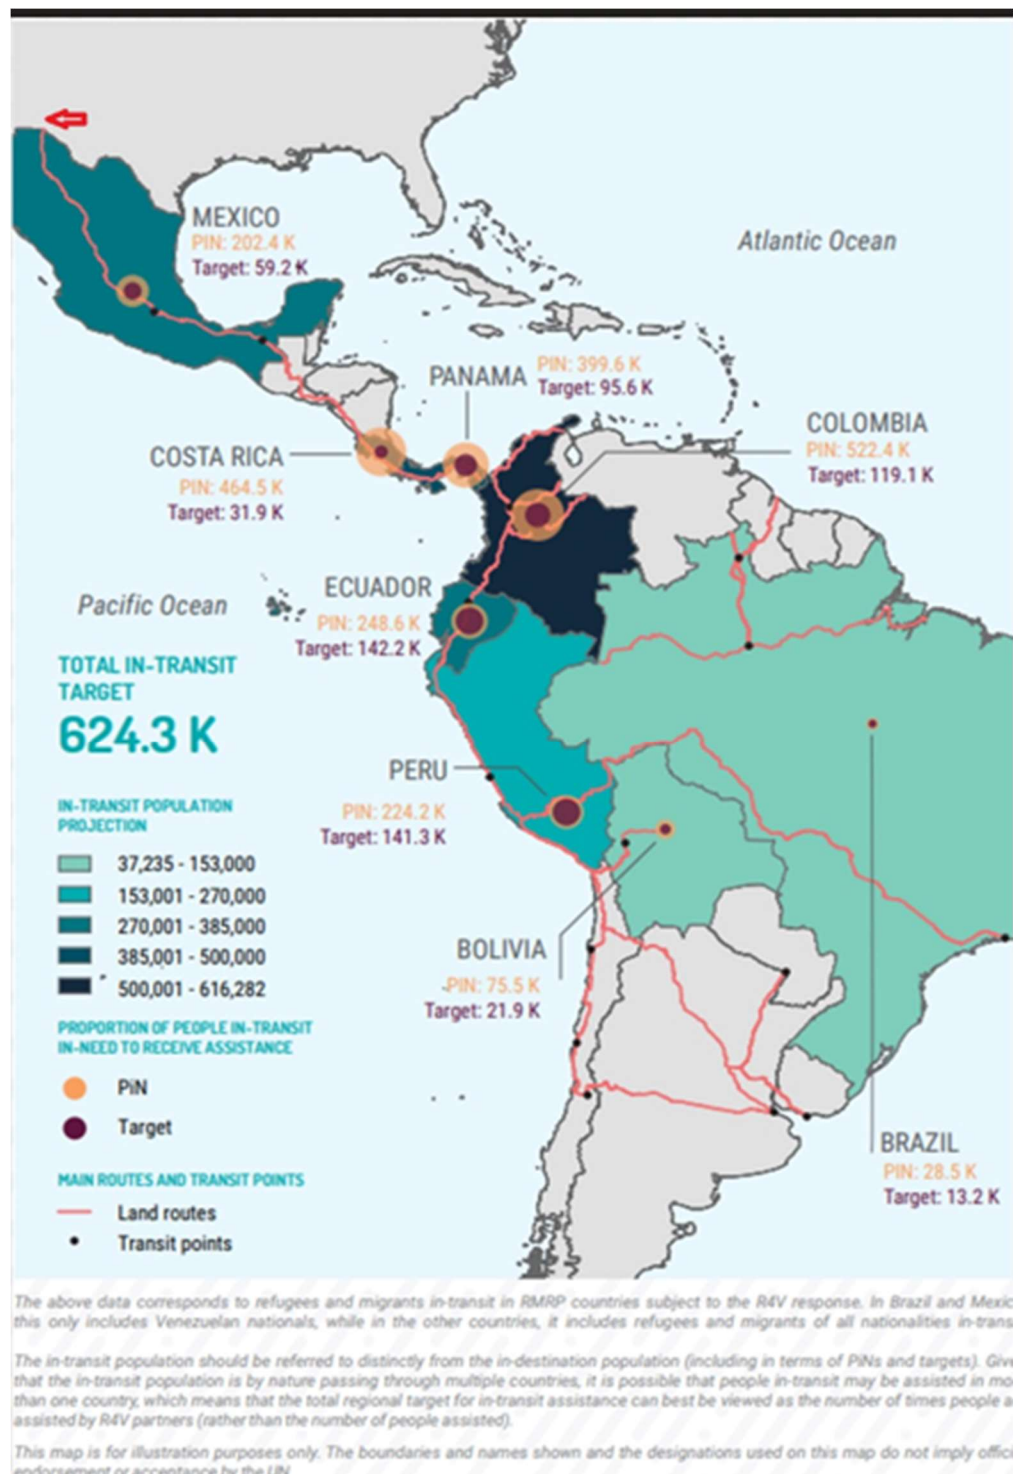 MEXICO
PIN: 202.4 K
Target: 59.2 K
Atlantic Ocean
PANAMA
PIN: 399.6 K
Target: 95.6 K
COLOMBIA
PIN: 522.4 K
Target: 119.1 K
COSTA RICA
PIN: 464.5 K
Target: 31.9 K
ECUADOR
PIN: 248.6 K
Target: 142.2 K
Pacific Ocean
TOTAL IN-TRANSIT
TARGET
624.3 K
PERU
PIN: 224.2 K
Target: 141.3 K
IN-TRANSIT POPULATION
PROJECTION
37,235 - 153,000
153,001 - 270,000
270,001 - 385,000
385,001 - 500,000
500,001 - 616,282
BOLIVIA
PIN: 75.5 K
Target: 21.9 K
PROPORTION OF PEOPLE IN-TRANSIT
IN-NEED TO RECEIVE ASSISTANCE
PiN
Target
BRAZIL
PIN: 28.5 K
Target: 13.2 K
MAIN ROUTES AND TRANSIT POINTS
Land routes
Transit points
The above data corresponds to refugees and migrants in-transit in RMRP countries subject to the R4V response. In Brazil and Mexic
this only includes Venezuelan nationals, while in the other countries, it includes refugees and migrants of all nationalities in-trans
The in-transit population should be referred to distinctly from the in-destination population (including in terms of PiNs and targets). Give
that the in-transit population is by nature passing through multiple countries, it is possible that people in-transit may be assisted in mo
than one country, which means that the total regional target for in-transit assistance can best be viewed as the number of times people a
assisted by R4V partners (rather than the number of people assisted).
This map is for illustration purposes only. The boundaries and names shown and the designations used on this map do not imply offic
endorsement or acceptance by the UN.